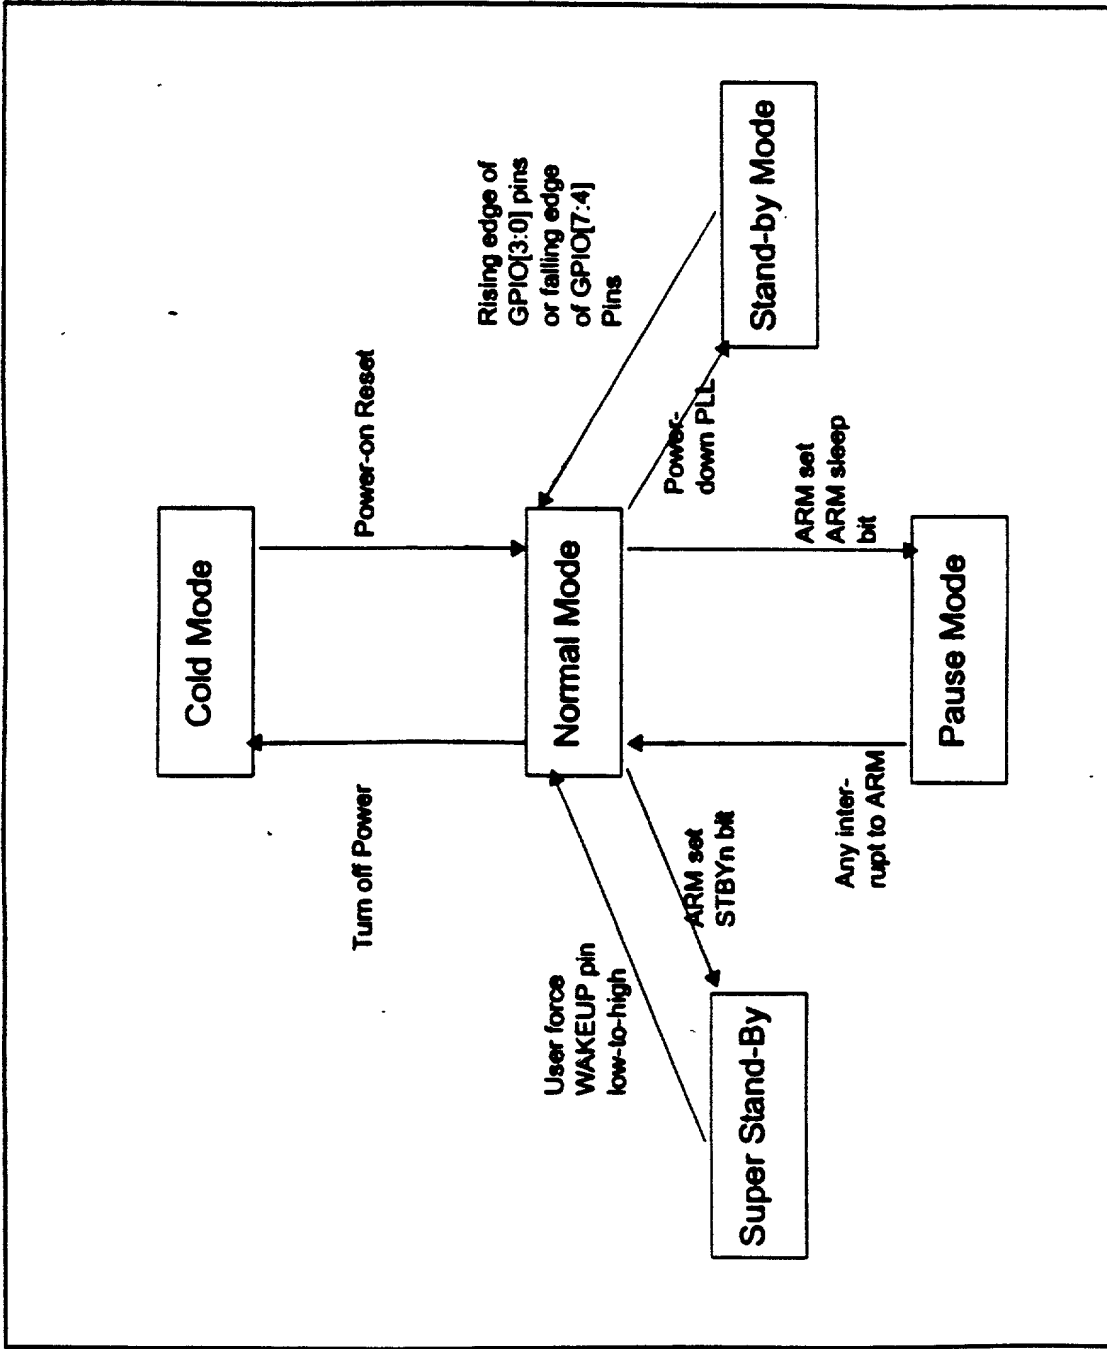 Cold Mode
Turn off Power
Power-on Reset
User force
WAKEUP pin
low-to-high
Normal Mode
Rising edge of
GPIO[3:0] pins
or falling edge
of GPIO[7:4]
Pins
ARM set
STBYn bit
Power-
down PLL
Super Stand-By
Stand-by Mode
Any inter-
rupt to ARM
ARM set
ARM sleep
bit
Pause Mode